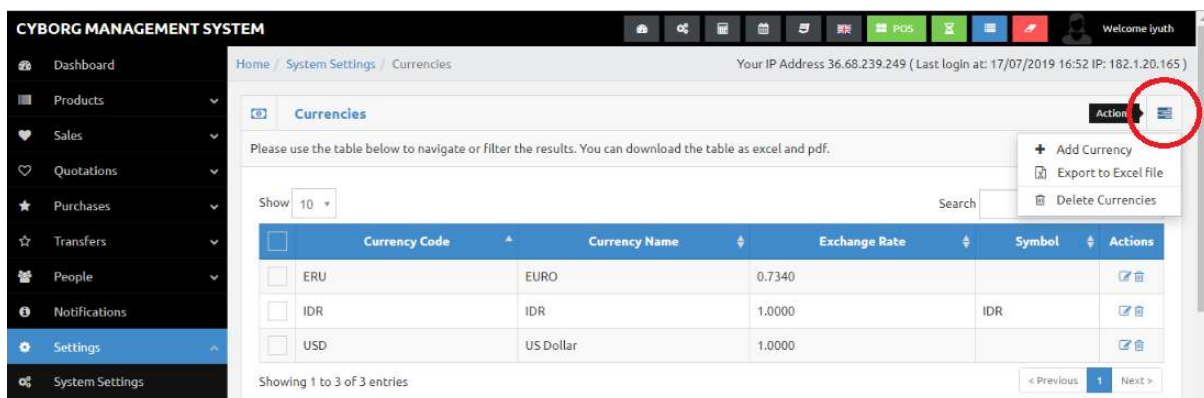 CYBORG MANAGEMENT SYSTEM
POS
Welcome iyuth
Dashboard
Products
Sales
Quotations
Purchases
Transfers
People
Notifications
Settings
System Settings
Home / System Settings / Currencies
Your IP Address 36.68.239.249 ( Last login at: 17/07/2019 16:52 IP: 182.1.20.165 )
Currencies
Please use the table below to navigate or filter the results. You can download the table as excel and pdf.
Add Currency
Export to Excel file
Delete Currencies
Show 10
Search
Currency Code Currency Name Exchange Rate Symbol Actions
ERU EURO 0.7340
IDR IDR 1.0000 IDR
USD US Dollar 1.0000
Showing 1 to 3 of 3 entries
< Previous 1 Next >